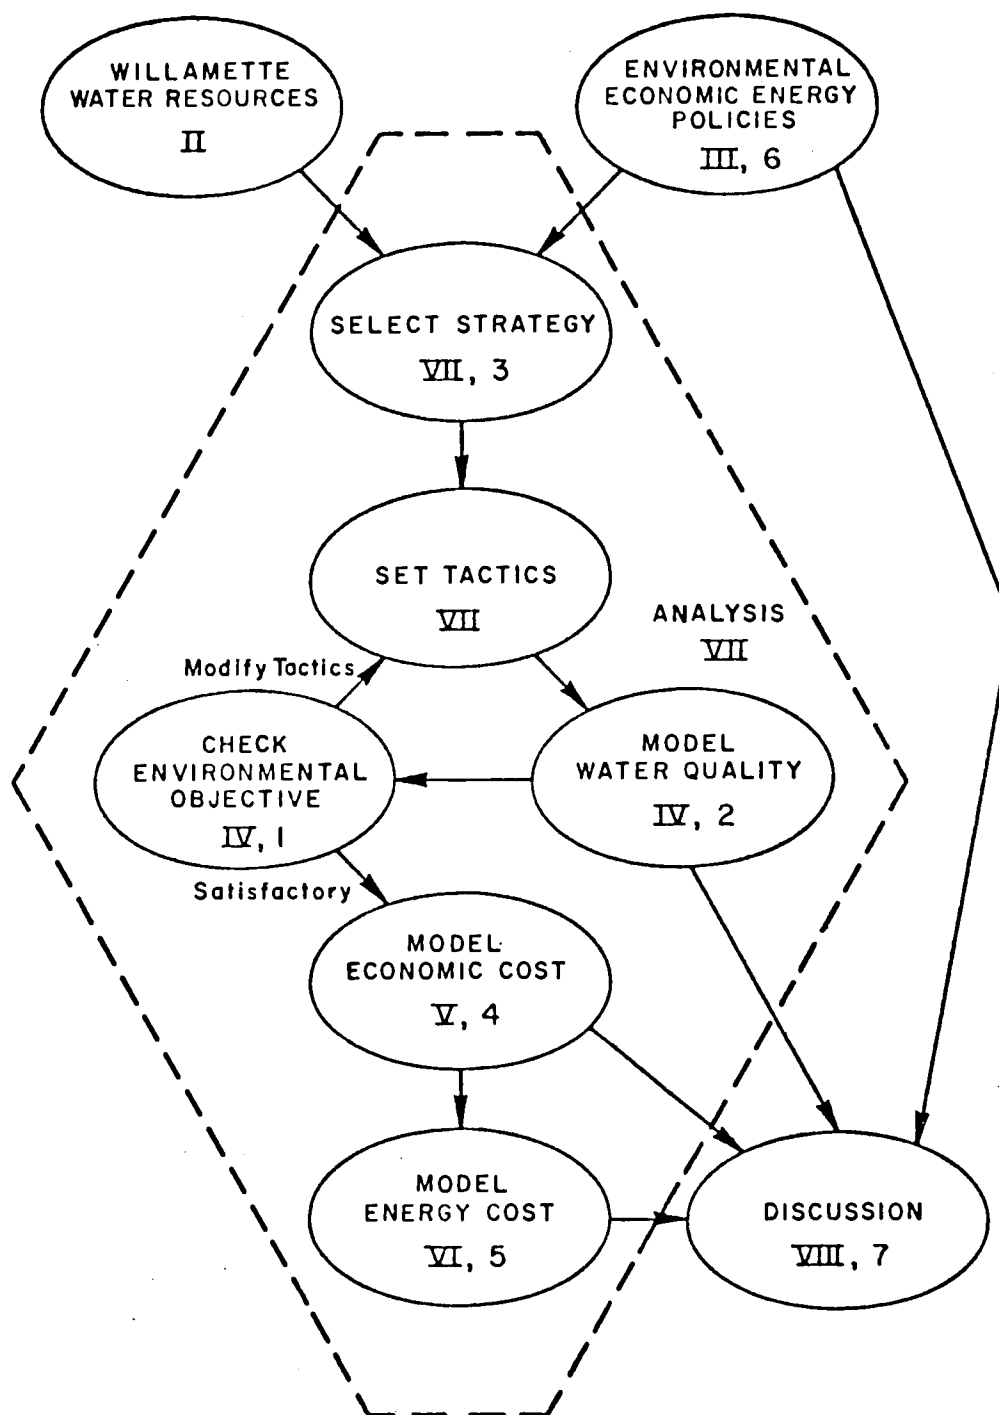 WILLAMETTE
WATER RESOURCES
II
ENVIRONMENTAL
ECONOMIC ENERGY
POLICIES
III, 6
SELECT STRATEGY
VII, 3
SET TACTICS
VII
ANALYSIS
VII
Modify Tactics
CHECK
ENVIRONMENTAL
OBJECTIVE
IV, 1
MODEL
WATER QUALITY
IV, 2
Satisfactory
MODEL
ECONOMIC COST
V, 4
MODEL
ENERGY COST
VI, 5
DISCUSSION
VIII, 7